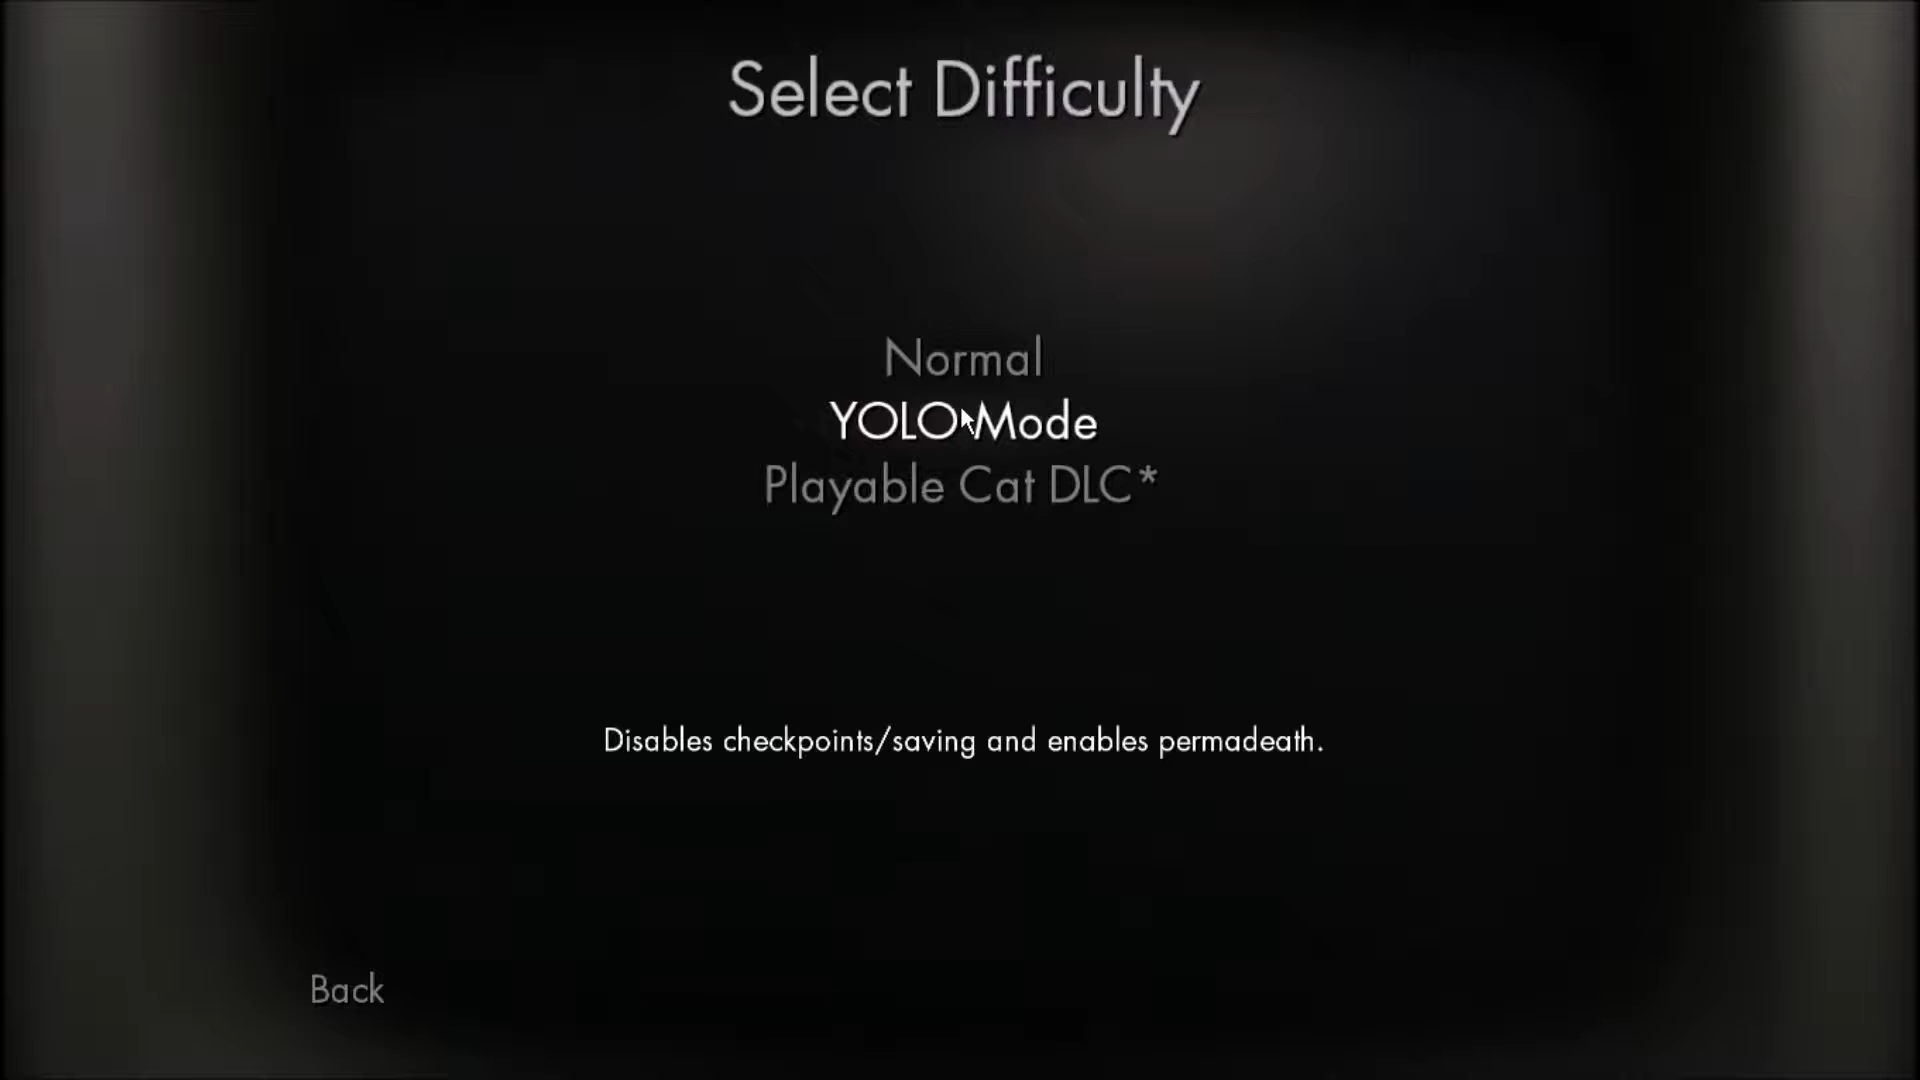 Select Difficulty
Normal
YOLO Mode
Playable Cat DLC*
Disables checkpoints/saving and enables permadeath.
Back